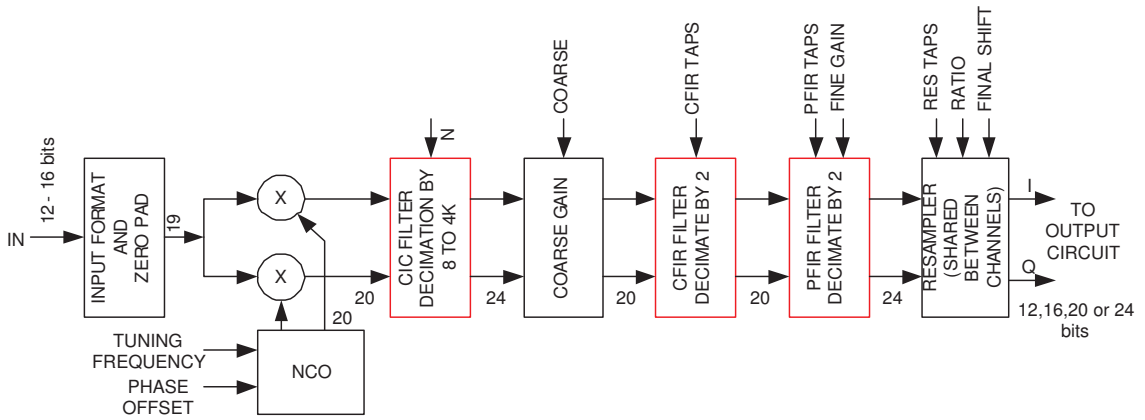 IN
12 - 16 bits
INPUT FORMAT
AND
ZERO PAD
19
X
X
20
20
TUNING
FREQUENCY
PHASE
OFFSET
NCO
N
CIC FILTER
DECIMATION BY
8 TO 4K
24
COARSE
COARSE GAIN
20
CFIR TAPS
CFIR FILTER
DECIMATE BY 2
20
PFIR TAPS
FINE GAIN
PFIR FILTER
DECIMATE BY 2
24
RES TAPS
RATIO
FINAL SHIFT
RESAMPLER
(SHARED
BETWEEN
CHANNELS)
I
Q
TO
OUTPUT
CIRCUIT
12,16,20 or 24
bits